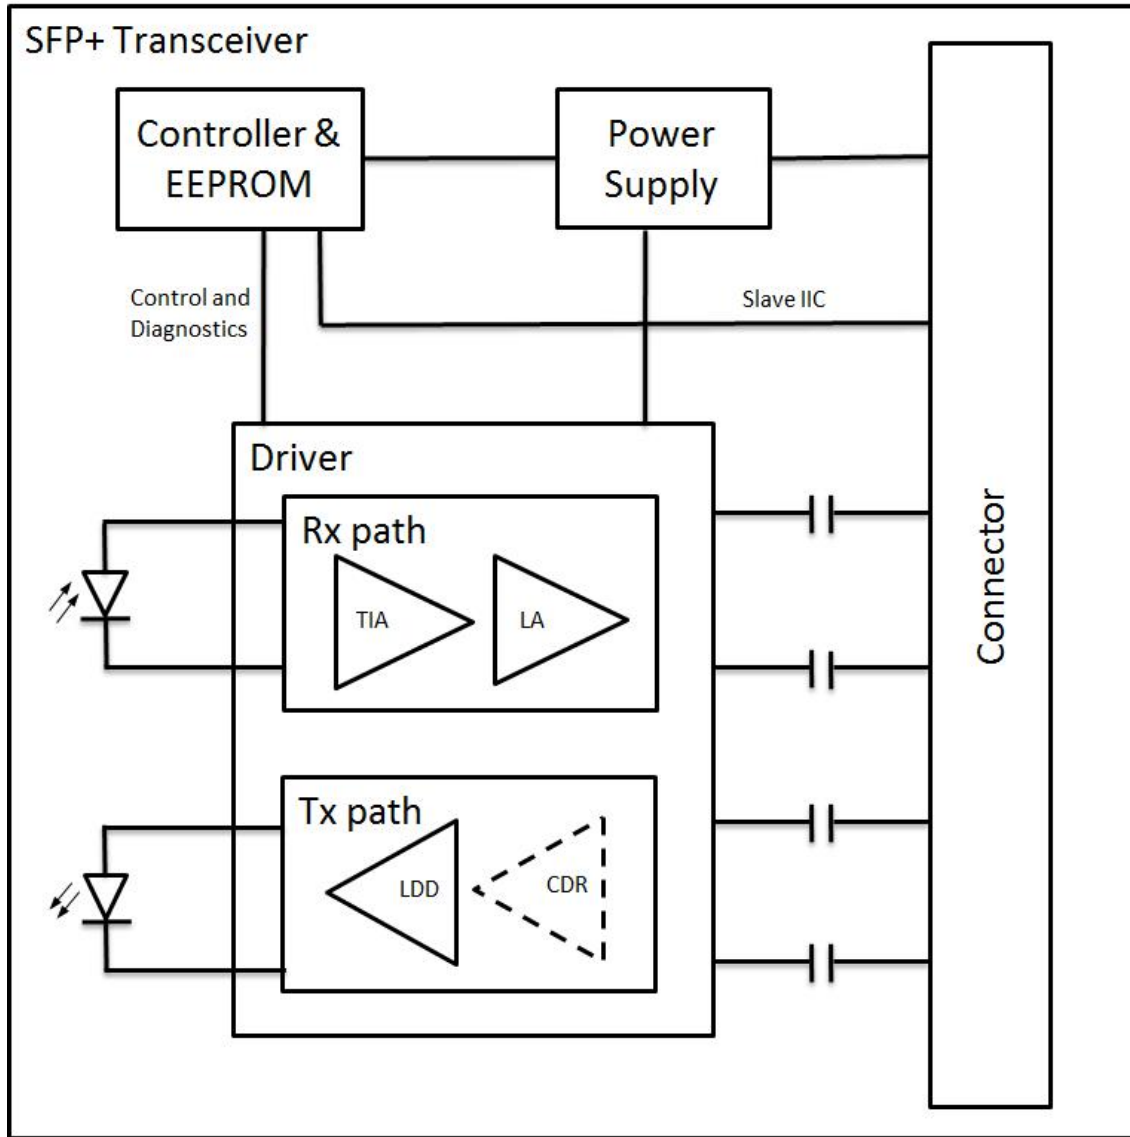 SFP+ Transceiver
Controller &
EEPROM
Power
Supply
Control and
Diagnostics
Slave IIC
Driver
Rx path
TIA
LA
Connector
Tx path
LDD
CDR